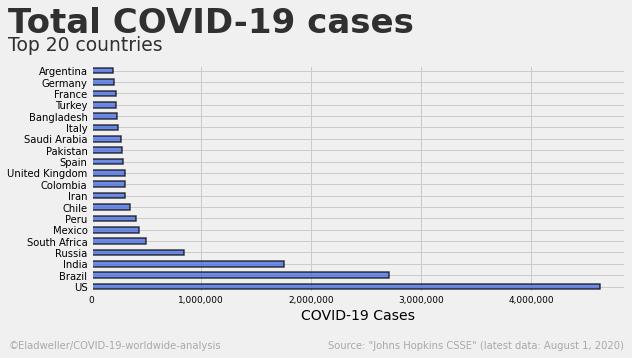 Total COVID-19 cases
Top 20 countries
Argentina
Germany
France
Turkey
Bangladesh
Italy
Saudi Arabia
Pakistan
Spain
United Kingdom
Colombia
Iran
Chile
Peru
Mexico
South Africa
Russia
India
Brazil
US
0 1,000,000 2,000,000 3,000,000 4,000,000
COVID-19 Cases
©Eladweller/COVID-19-worldwide-analysis Source: "Johns Hopkins CSSE" (latest data: August 1, 2020)